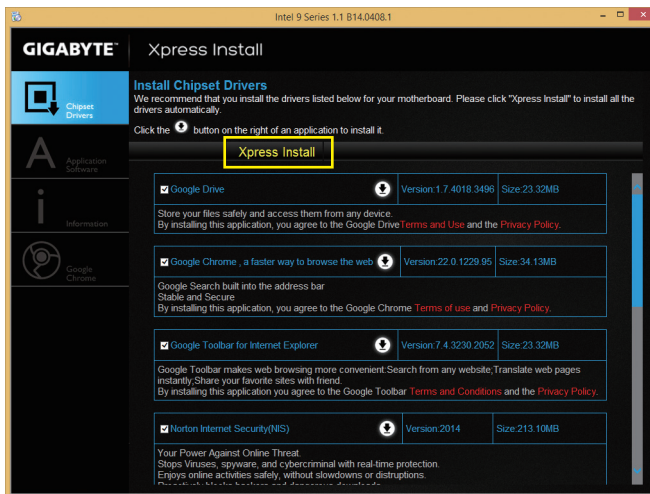 Intel 9 Series 1.1 B14.0408.1
GIGABYTE™
Xpress Install
Chipset
Drivers
Application
Software
Information
Google
Chrome
Install Chipset Drivers
We recommend that you install the drivers listed below for your motherboard. Please click "Xpress Install" to install all the
drivers automatically.
Click the button on the right of an application to install it.
Xpress Install
Google Drive Version:1.7.4018.3496 Size:23.32MB
Store your files safely and access them from any device.
By installing this application, you agree to the Google DriveTerms and Use and the Privacy Policy.
Google Chrome , a faster way to browse the web Version:22.0.1229.95 Size:34.13MB
Google Search built into the address bar
Stable and Secure
By installing this application, you agree to the Google Chrome Terms of use and Privacy Policy.
Google Toolbar for Internet Explorer Version:7.4.3230.2052 Size:23.32MB
Google Toolbar makes web browsing more convenient:Search from any website;Translate web pages
instantly;Share your favorite sites with friend.
By installing this application you agree to the Google Toolbar Terms and Conditions and the Privacy Policy.
Norton Internet Security(NIS) Version:2014 Size:213.10MB
Your Power Against Online Threat.
Stops Viruses, spyware, and cybercriminal with real-time protection.
Enjoys online activities safely, without slowdowns or distruptions.